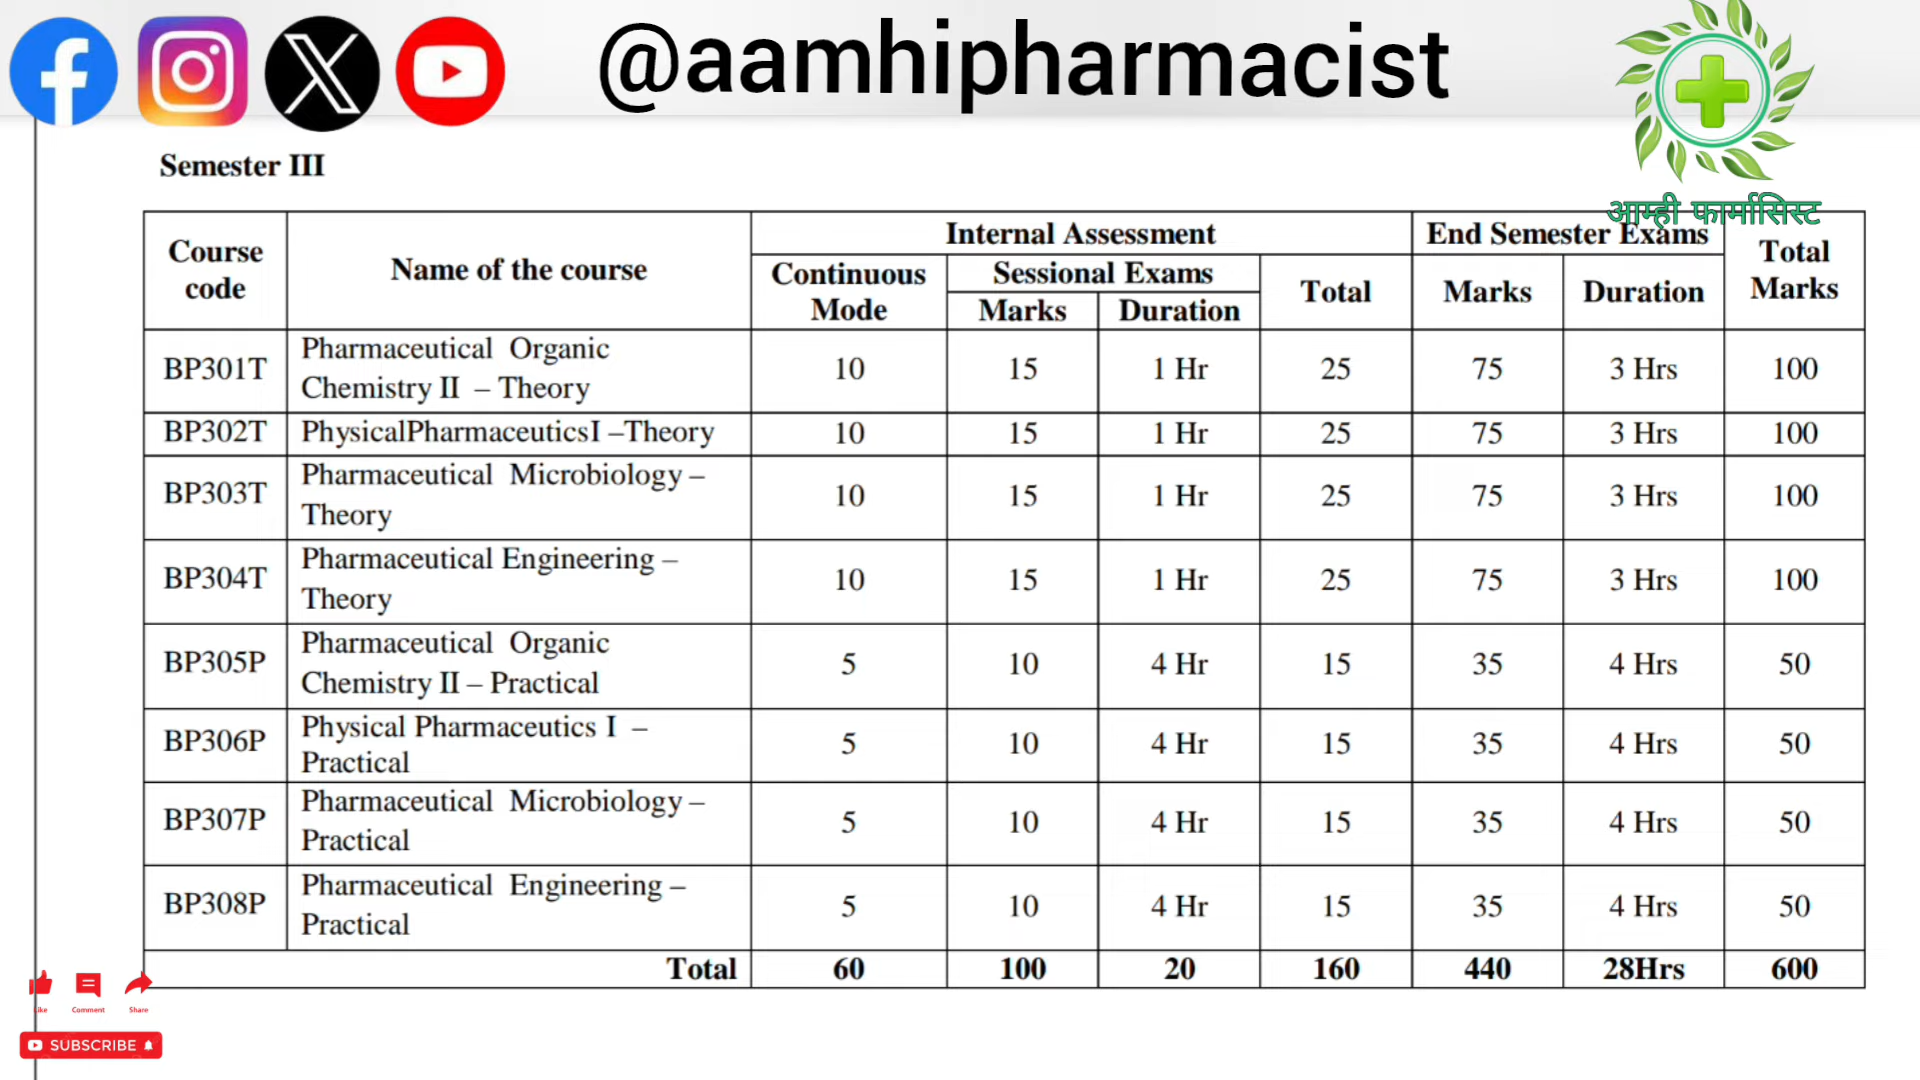 @aamhipharmacist
आम्ही फार्मासिस्ट
Semester III
Course code Name of the course Internal Assessment End Semester Exams Total Marks
Continuous Mode Sessional Exams Total Marks Duration
Marks Duration
BP301T Pharmaceutical Organic Chemistry II – Theory 10 15 1 Hr 25 75 3 Hrs 100
BP302T PhysicalPharmaceuticsI –Theory 10 15 1 Hr 25 75 3 Hrs 100
BP303T Pharmaceutical Microbiology – Theory 10 15 1 Hr 25 75 3 Hrs 100
BP304T Pharmaceutical Engineering – Theory 10 15 1 Hr 25 75 3 Hrs 100
BP305P Pharmaceutical Organic Chemistry II – Practical 5 10 4 Hr 15 35 4 Hrs 50
BP306P Physical Pharmaceutics I – Practical 5 10 4 Hr 15 35 4 Hrs 50
BP307P Pharmaceutical Microbiology – Practical 5 10 4 Hr 15 35 4 Hrs 50
BP308P Pharmaceutical Engineering – Practical 5 10 4 Hr 15 35 4 Hrs 50
Total 60 100 20 160 440 28Hrs 600
Like Comment Share
SUBSCRIBE